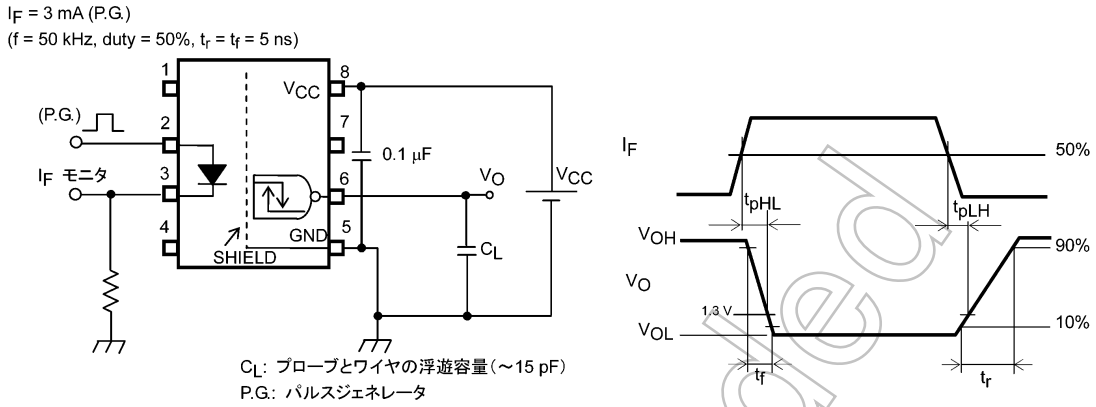 IF = 3 mA (P.G.)
(f = 50 kHz, duty = 50%, tr = tf = 5 ns)
1
8
VCC
(P.G.)
2
7
0.1 μF
IF モニタ
3
6
VO
VCC
4
GND
5
SHIELD
CL
CL: プローブとワイヤの浮遊容量(~15 pF)
P.G.: パルスジェネレータ
IF
50%
tpHL
tpLH
VOH
90%
VO
1.3 V
VOL
10%
tf
tr